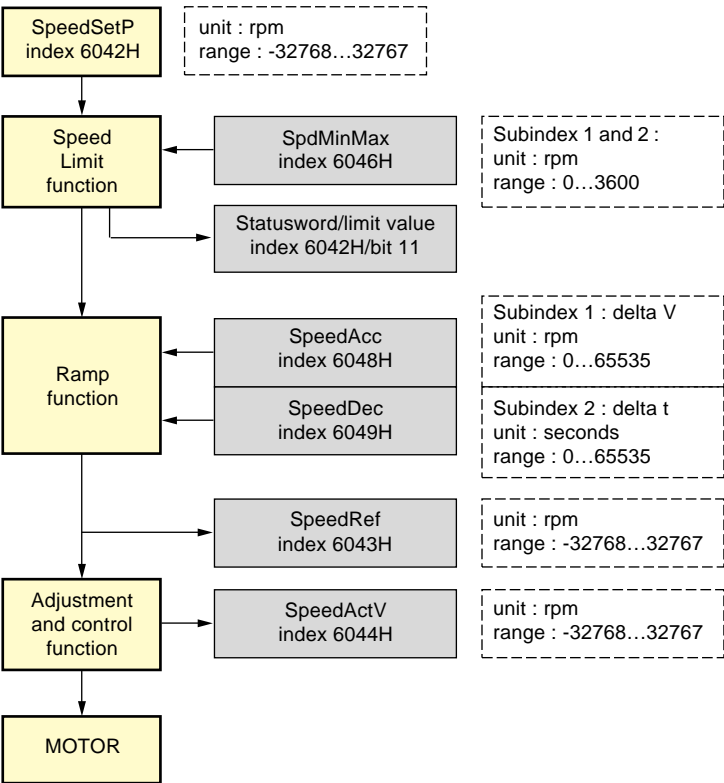 SpeedSetP
index 6042H
unit : rpm
range : -32768…32767
Speed
Limit
function
SpdMinMax
index 6046H
Subindex 1 and 2 :
unit : rpm
range : 0…3600
Statusword/limit value
index 6042H/bit 11
Ramp
function
SpeedAcc
index 6048H
Subindex 1 : delta V
unit : rpm
range : 0…65535
SpeedDec
index 6049H
Subindex 2 : delta t
unit : seconds
range : 0…65535
SpeedRef
index 6043H
unit : rpm
range : -32768…32767
Adjustment
and control
function
SpeedActV
index 6044H
unit : rpm
range : -32768…32767
MOTOR